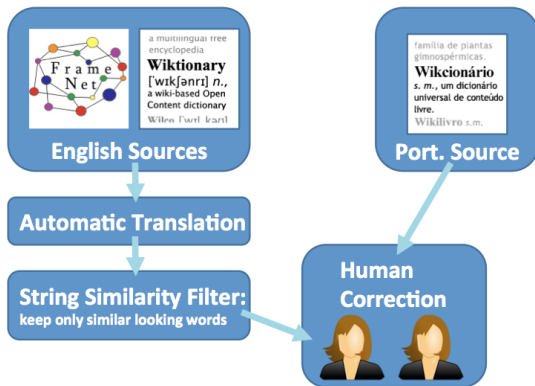 Frame
Net
a multilingual free
encyclopedia
Wiktionary
['wɪkʃənrɪ] n.,
a wiki-based Open
Content dictionary
English Sources
família de plantas
gimnospérmicas.
Wikcionário
s. m., um dicionário
universal de conteúdo
livre.
Wikilivro s.m.
Port. Source
Automatic Translation
String Similarity Filter:
keep only similar looking words
Human
Correction